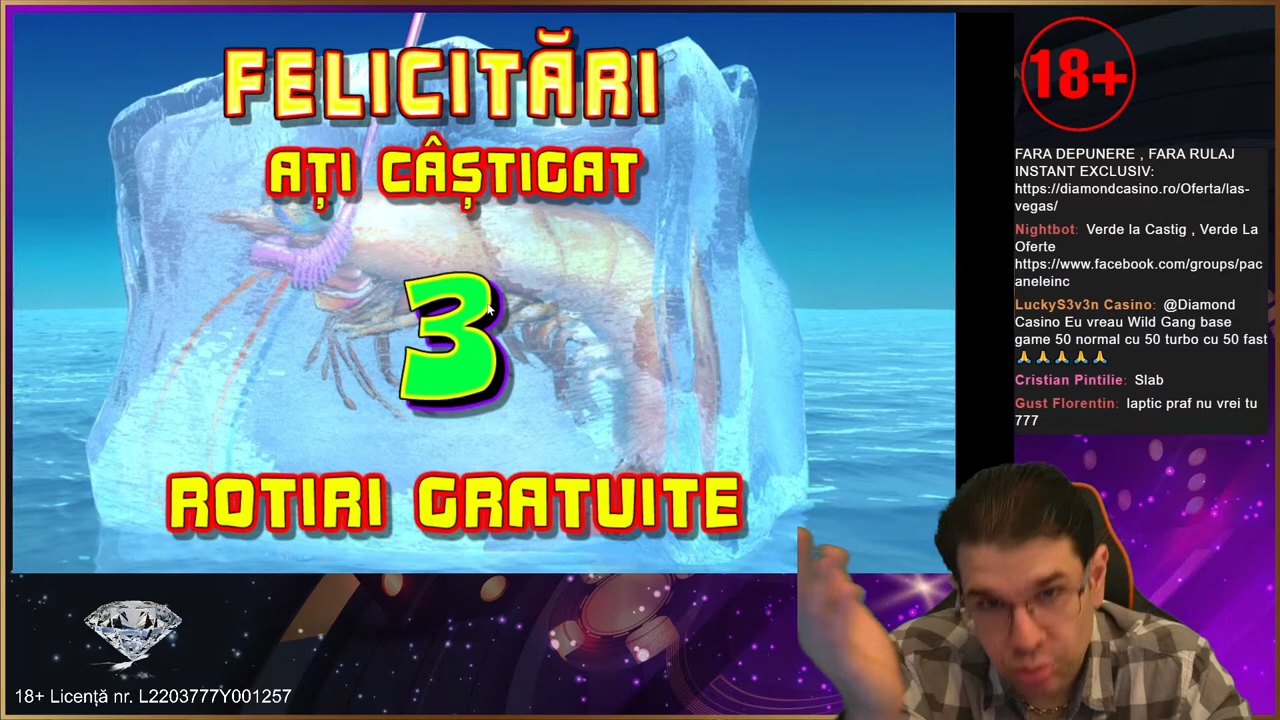 FELICITĂRI
AȚI CÂȘTIGAT
3
ROTIRI GRATUITE
18+
FARA DEPUNERE , FARA RULAJ
INSTANT EXCLUSIV:
https://diamondcasino.ro/Oferta/las-
vegas/
Nightbot: Verde la Castig , Verde La
Oferte
https://www.facebook.com/groups/pac
aneleinc
LuckyS3v3n Casino: @Diamond
Casino Eu vreau Wild Gang base
game 50 normal cu 50 turbo cu 50 fast
🙏🙏🙏🙏🙏
Cristian Pintilie: Slab
Gust Florentin: laptic praf nu vrei tu
777
18+ Licență nr. L2203777Y001257